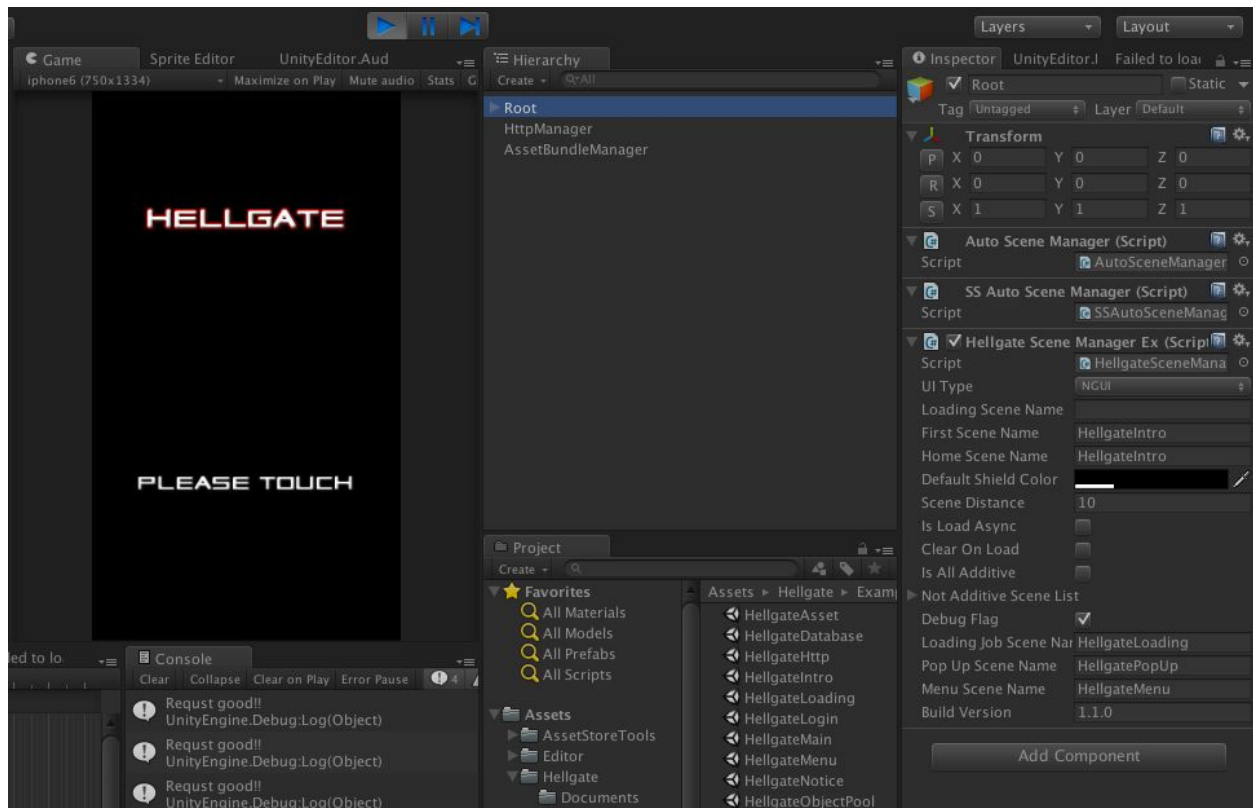 Layers
Layout
Game
Sprite Editor
UnityEditor.Aud
iphone6 (750x1334)
Maximize on Play
Mute audio
Stats
G
HELLGATE
PLEASE TOUCH
Hierarchy
Create
Q▾All
Root
HttpManager
AssetBundleManager
Inspector
UnityEditor.I
Failed to loa
Root
Static
Tag
Untagged
Layer
Default
Transform
P X 0 Y 0 Z 0
R X 0 Y 0 Z 0
S X 1 Y 1 Z 1
Auto Scene Manager (Script)
Script
AutoSceneManager
SS Auto Scene Manager (Script)
Script
SSAutoSceneManag
Hellgate Scene Manager Ex (Script
Script
HellgateSceneMana
UI Type
NGUI
Loading Scene Name
First Scene Name
HellgateIntro
Home Scene Name
HellgateIntro
Default Shield Color
Scene Distance
10
Is Load Async
Clear On Load
Is All Additive
Not Additive Scene List
Debug Flag
Loading Job Scene Nar
HellgateLoading
Pop Up Scene Name
HellgatePopUp
Menu Scene Name
HellgateMenu
Build Version
1.1.0
Add Component
Project
Create
Favorites
All Materials
All Models
All Prefabs
All Scripts
Assets
AssetStoreTools
Editor
Hellgate
Documents
Assets ▸ Hellgate ▸ Exam
HellgateAsset
HellgateDatabase
HellgateHttp
HellgateIntro
HellgateLoading
HellgateLogin
HellgateMain
HellgateMenu
HellgateNotice
HellgateObjectPool
led to lo
Console
Clear
Collapse
Clear on Play
Error Pause
4
Requst good!!
UnityEngine.Debug:Log(Object)
Requst good!!
UnityEngine.Debug:Log(Object)
Requst good!!
UnityEngine.Debug:Log(Object)